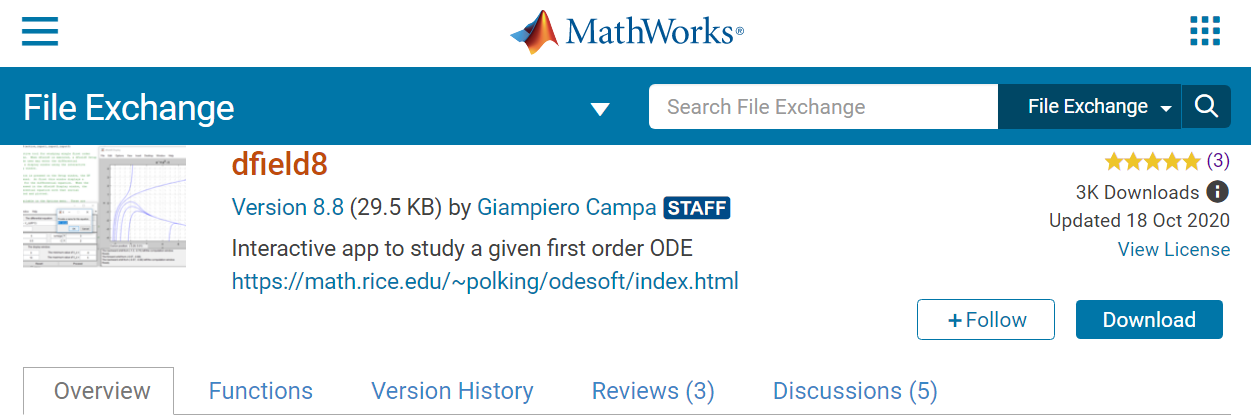 MathWorks®
File Exchange
Search File Exchange
File Exchange
dfield8
(3)
Version 8.8 (29.5 KB) by Giampiero Campa STAFF
3K Downloads
Updated 18 Oct 2020
Interactive app to study a given first order ODE
View License
https://math.rice.edu/~polking/odesoft/index.html
+Follow
Download
Overview
Functions
Version History
Reviews (3)
Discussions (5)